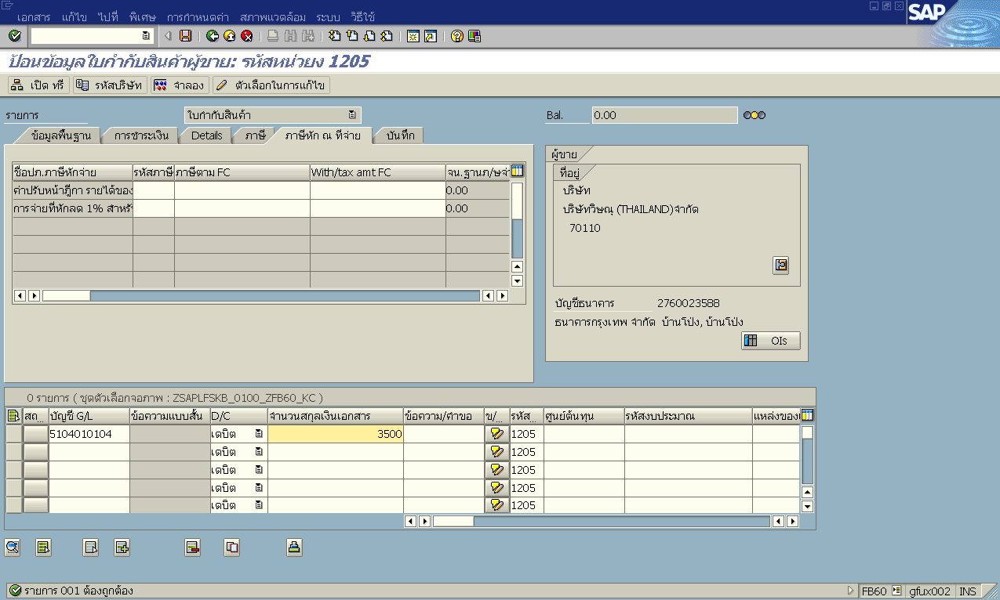 เอกสาร แก้ไข ไปที่ พิเศษ การกำหนดค่า สภาพแวดล้อม ระบบ วิธีใช้
SAP
ป้อนข้อมูลใบกำกับสินค้าผู้ขาย: รหัสหน่วยง 1205
เปิด ทรี รหัสบริษัท จำลอง ตัวเลือกในการแก้ไข
รายการ ใบกำกับสินค้า Bal. 0.00
ข้อมูลพื้นฐาน การชำระเงิน Details ภาษี ภาษีหัก ณ ที่จ่าย บันทึก
ผู้ขาย
ชื่อปภ.ภาษีหักจ่าย รหัสภาษี ภาษีตาม FC With/tax amt FC จน.ฐานภ/ษจ่า
ที่อยู่
ค่าปรับหน้าฎีกา รายได้ของ 0.00
บริษัท
การจ่ายที่หักลด 1% สำหรั 0.00
บริษัทวิษณุ (THAILAND)จำกัด
70110
บัญชีธนาคาร 2760023588
ธนาคารกรุงเทพ จำกัด บ้านโป่ง, บ้านโป่ง
OIs
0 รายการ ( ชุดตัวเลือกจอภาพ : ZSAPLFSKB_0100_ZFB60_KC )
สถ... บัญชี G/L ข้อความแบบสั้น D/C จำนวนสกุลเงินเอกสาร ข้อความ/คำขอ ข/... รหัส... ศูนย์ต้นทุน รหัสงบประมาณ แหล่งของ
5104010104 เดบิต 3500 1205
เดบิต 1205
เดบิต 1205
เดบิต 1205
เดบิต 1205
รายการ 001 ต้องถูกต้อง FB60 gfux002 INS